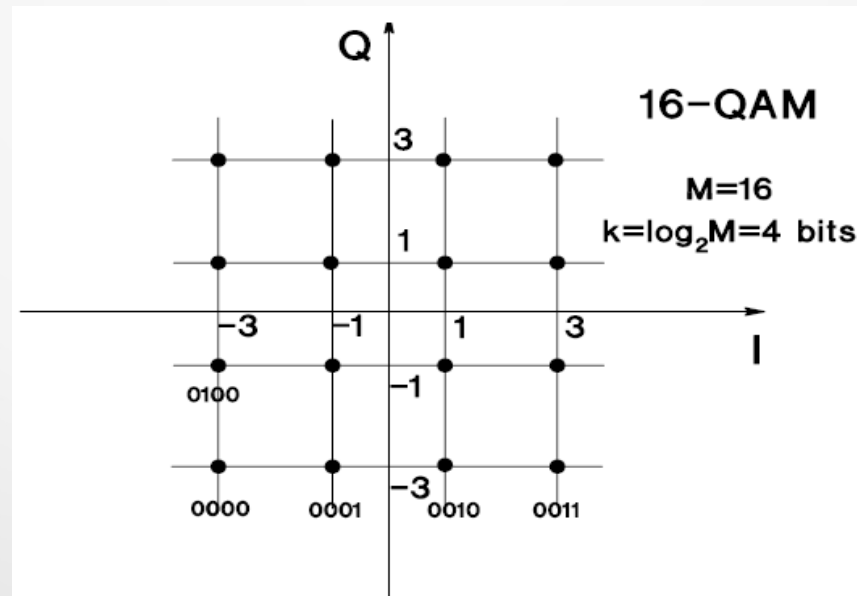 Q
16-QAM
3
M=16
k=log₂M=4 bits
1
-3 -1 1 3
I
-1
0100
-3
0000 0001 0010 0011